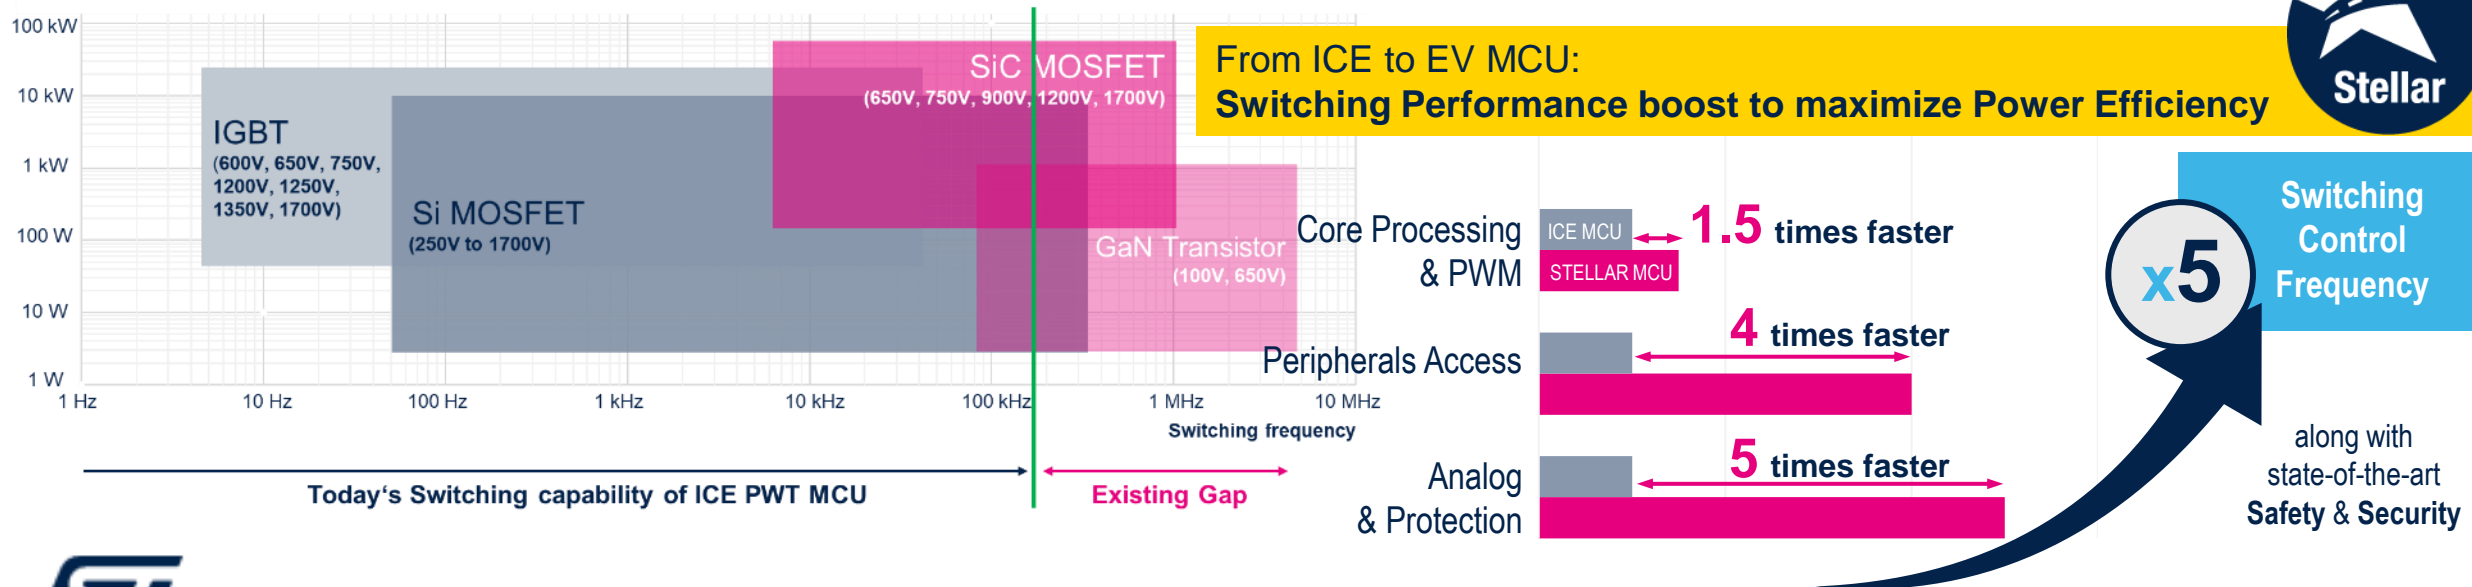 100 kW
10 kW
1 kW
100 W
10 W
1 W
1 Hz
10 Hz
100 Hz
1 kHz
10 kHz
100 kHz
1 MHz
10 MHz
Switching frequency
IGBT
(600V, 650V, 750V,
1200V, 1250V,
1350V, 1700V)
Si MOSFET
(250V to 1700V)
SiC MOSFET
(650V, 750V, 900V, 1200V, 1700V)
GaN Transistor
(100V, 650V)
Today's Switching capability of ICE PWT MCU
Existing Gap
From ICE to EV MCU:
Switching Performance boost to maximize Power Efficiency
Stellar
Core Processing
& PWM
ICE MCU
STELLAR MCU
1.5 times faster
Peripherals Access
4 times faster
Analog
& Protection
5 times faster
x5
Switching
Control
Frequency
along with
state-of-the-art
Safety & Security